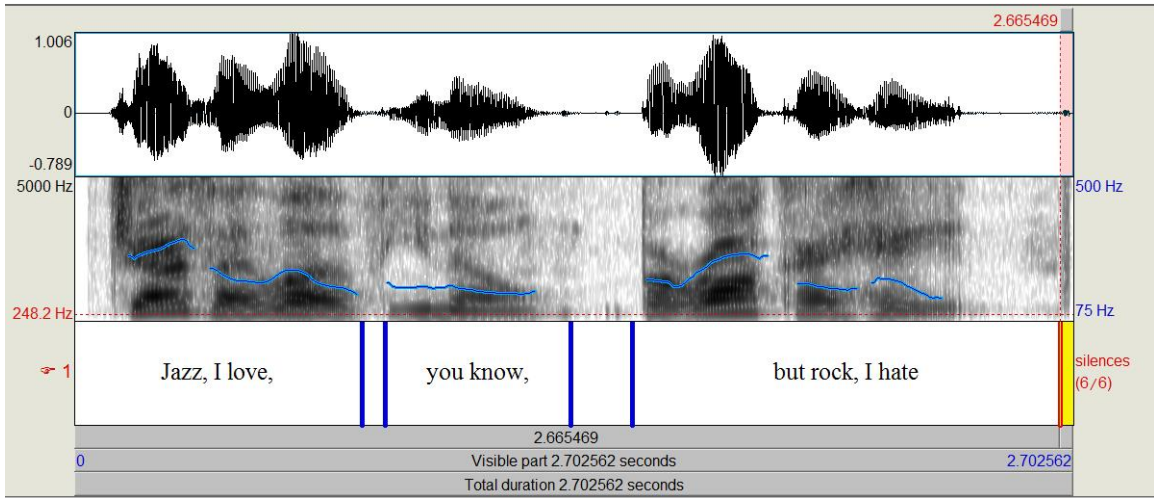 2.665469
1.006
0
-0.789
5000 Hz
500 Hz
248.2 Hz
75 Hz
1
Jazz, I love,
you know,
but rock, I hate
silences
(6/6)
2.665469
0
Visible part 2.702562 seconds
2.702562
Total duration 2.702562 seconds